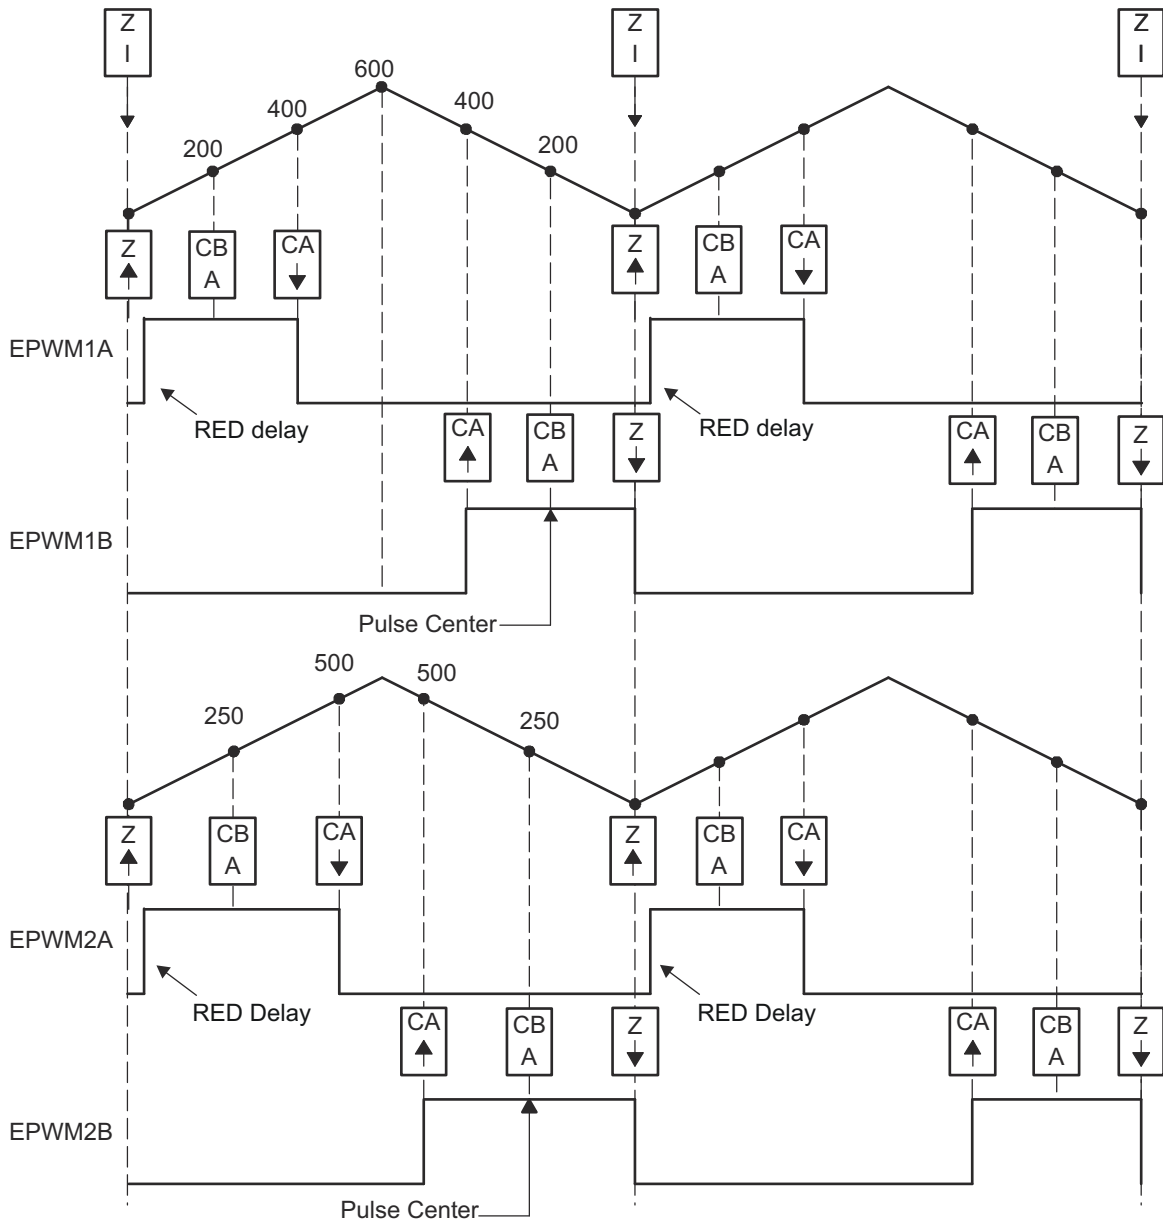 Z Z Z
I I I
600
400 400
200 200
Z CB CA Z CB CA
A A
EPWM1A
RED delay RED delay
CA CB Z CA CB Z
A A
EPWM1B
Pulse Center
500 500
250 250
Z CB CA Z CB CA
A A
EPWM2A
RED Delay RED Delay
CA CB Z CA CB Z
A A
EPWM2B
Pulse Center